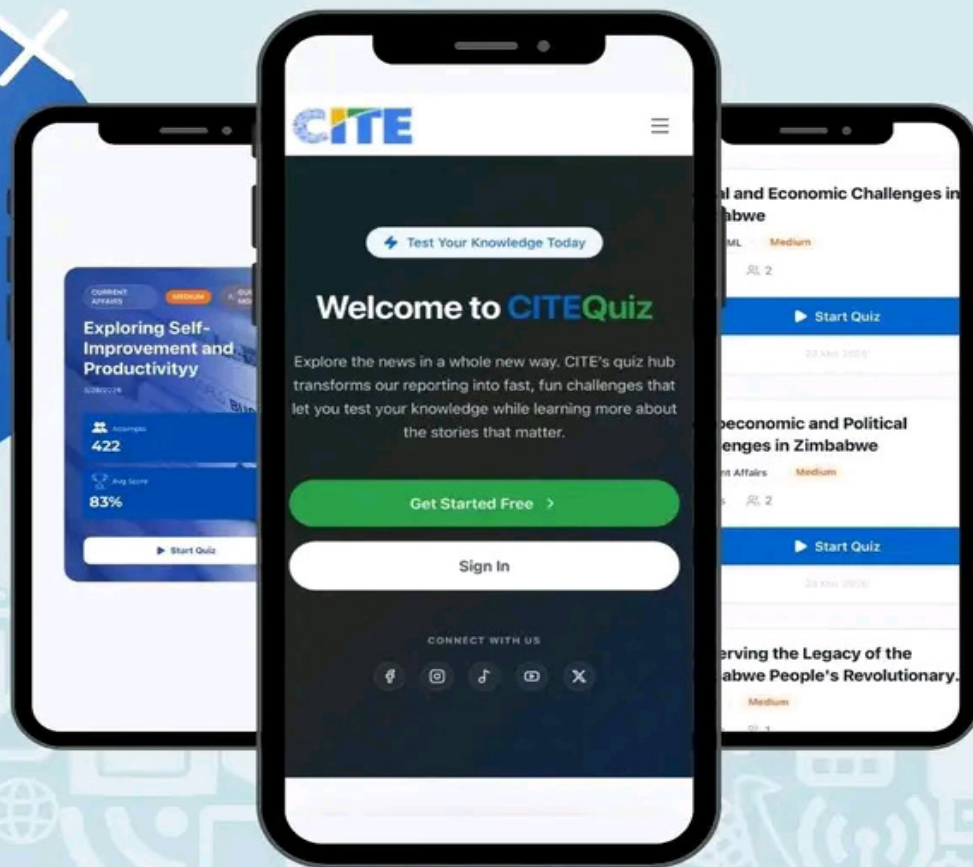 CURRENT
AFFAIRS
MEDIUM
Exploring Self-
Improvement and
Productivityy
Attempts
422
Avg Score
83%
Start Quiz
CITE
Test Your Knowledge Today
Welcome to CITEQuiz
Explore the news in a whole new way. CITE's quiz hub
transforms our reporting into fast, fun challenges that
let you test your knowledge while learning more about
the stories that matter.
Get Started Free >
Sign In
CONNECT WITH US
al and Economic Challenges in
abwe
ML Medium
2
Start Quiz
oeconomic and Political
enges in Zimbabwe
nt Affairs Medium
s 2
Start Quiz
erving the Legacy of the
abwe People's Revolutionary.
Medium